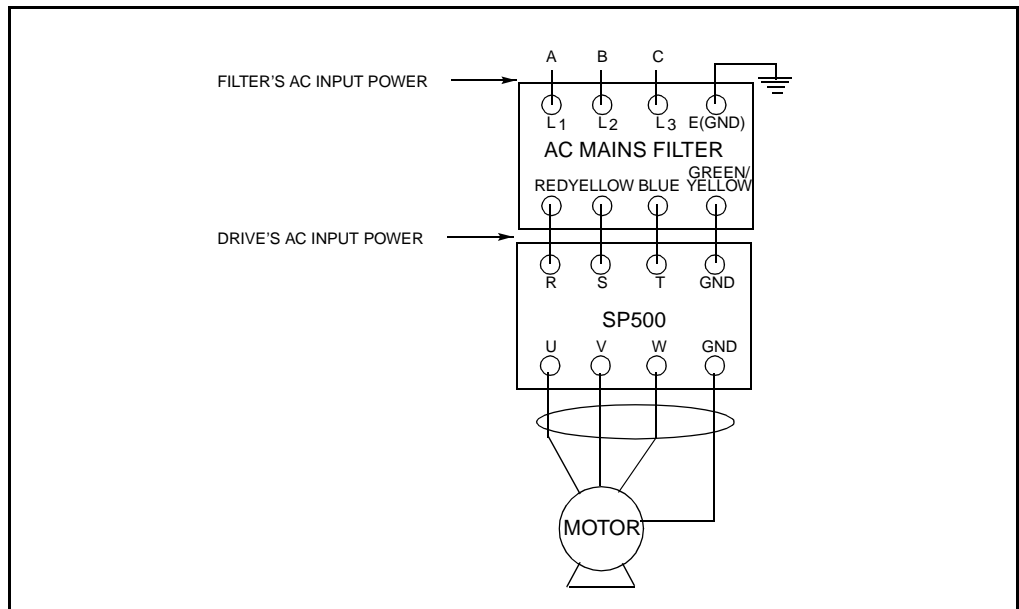 A B C
FILTER'S AC INPUT POWER
L1 L2 L3 E(GND)
AC MAINS FILTER
RED YELLOW BLUE GREEN/YELLOW
DRIVE'S AC INPUT POWER
R S T GND
SP500
U V W GND
MOTOR